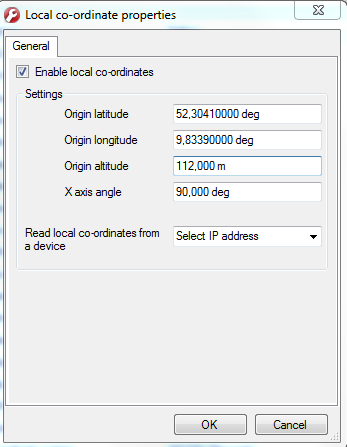 Local co-ordinate properties
General
Enable local co-ordinates
Settings
Origin latitude 52,30410000 deg
Origin longitude 9,83390000 deg
Origin altitude 112,000 m
X axis angle 90,000 deg
Read local co-ordinates from Select IP address
a device
OK Cancel